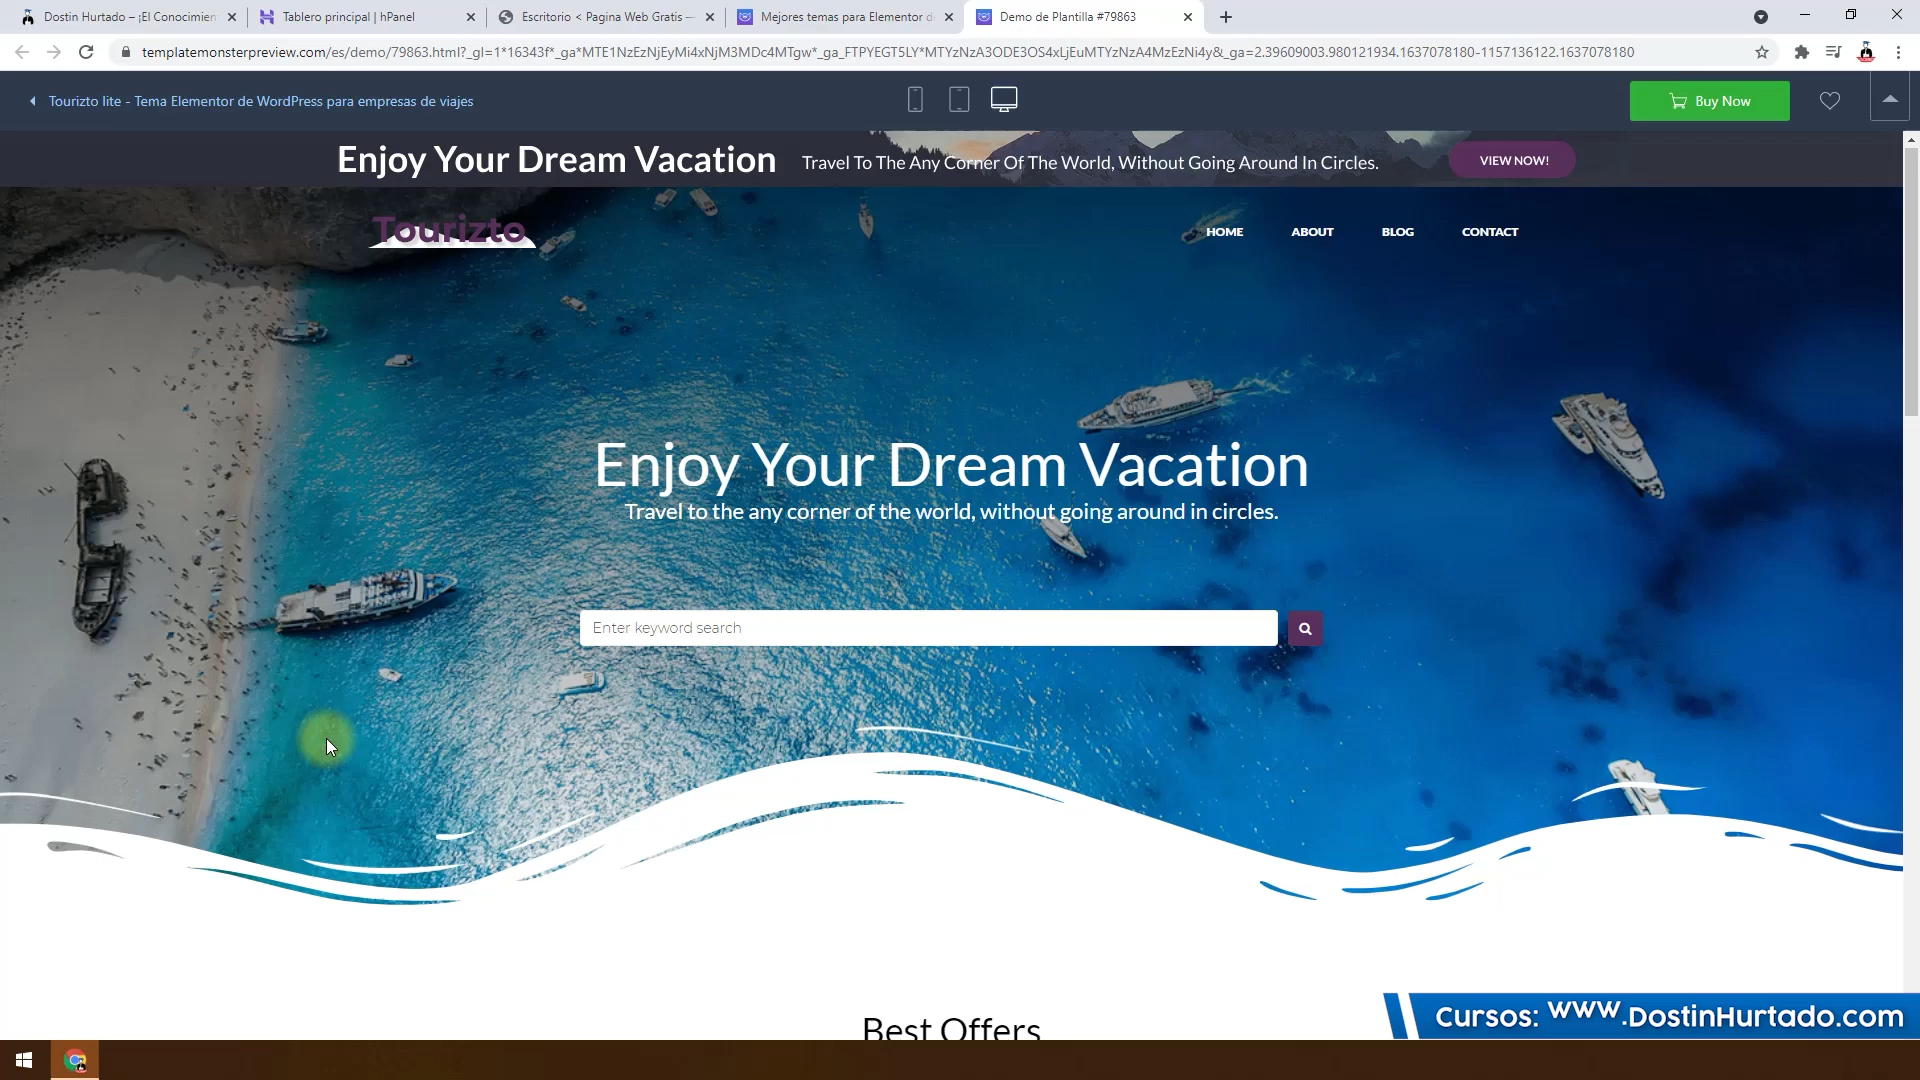 Dostin Hurtado – ¡El Conocimien
Tablero principal | hPanel
Escritorio < Pagina Web Gratis —
Mejores temas para Elementor d
Demo de Plantilla #79863
templatemonsterpreview.com/es/demo/79863.html?_gl=1*16343f*_ga*MTE1NzEzNjEyMi4xNjM3MDc4MTgw*_ga_FTPYEGT5LY*MTYzNzA3ODE3OS4xLjEuMTYzNzA4MzEzNi4y&_ga=2.39609003.980121934.1637078180-1157136122.1637078180
Tourizto lite - Tema Elementor de WordPress para empresas de viajes
Buy Now
Enjoy Your Dream Vacation
Travel To The Any Corner Of The World, Without Going Around In Circles.
VIEW NOW!
Tourizto
HOME
ABOUT
BLOG
CONTACT
Enjoy Your Dream Vacation
Travel to the any corner of the world, without going around in circles.
Enter keyword search
Best Offers
Cursos: www.DostinHurtado.com